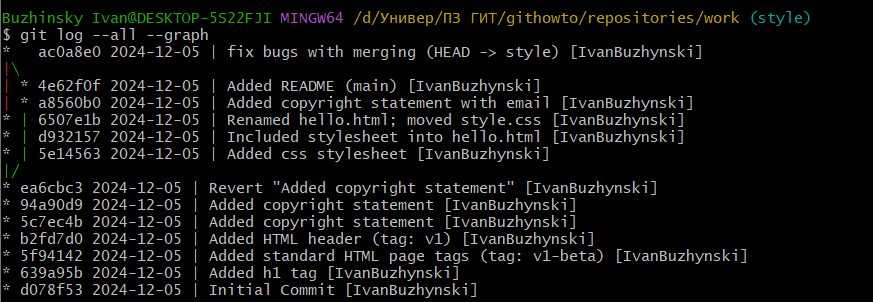 Buzhinsky Ivan@DESKTOP-5S22FJI MINGW64 /d/Универ/ПЗ ГИТ/githowto/repositories/work (style)
$ git log --all --graph
*   ac0a8e0 2024-12-05 | fix bugs with merging (HEAD -> style) [IvanBuzhynski]
|\
| * 4e62f0f 2024-12-05 | Added README (main) [IvanBuzhynski]
| * a8560b0 2024-12-05 | Added copyright statement with email [IvanBuzhynski]
* | 6507e1b 2024-12-05 | Renamed hello.html; moved style.css [IvanBuzhynski]
* | d932157 2024-12-05 | Included stylesheet into hello.html [IvanBuzhynski]
* | 5e14563 2024-12-05 | Added css stylesheet [IvanBuzhynski]
|/
* ea6cbc3 2024-12-05 | Revert "Added copyright statement" [IvanBuzhynski]
* 94a90d9 2024-12-05 | Added copyright statement [IvanBuzhynski]
* 5c7ec4b 2024-12-05 | Added copyright statement [IvanBuzhynski]
* b2fd7d0 2024-12-05 | Added HTML header (tag: v1) [IvanBuzhynski]
* 5f94142 2024-12-05 | Added standard HTML page tags (tag: v1-beta) [IvanBuzhynski]
* 639a95b 2024-12-05 | Added h1 tag [IvanBuzhynski]
* d078f53 2024-12-05 | Initial Commit [IvanBuzhynski]